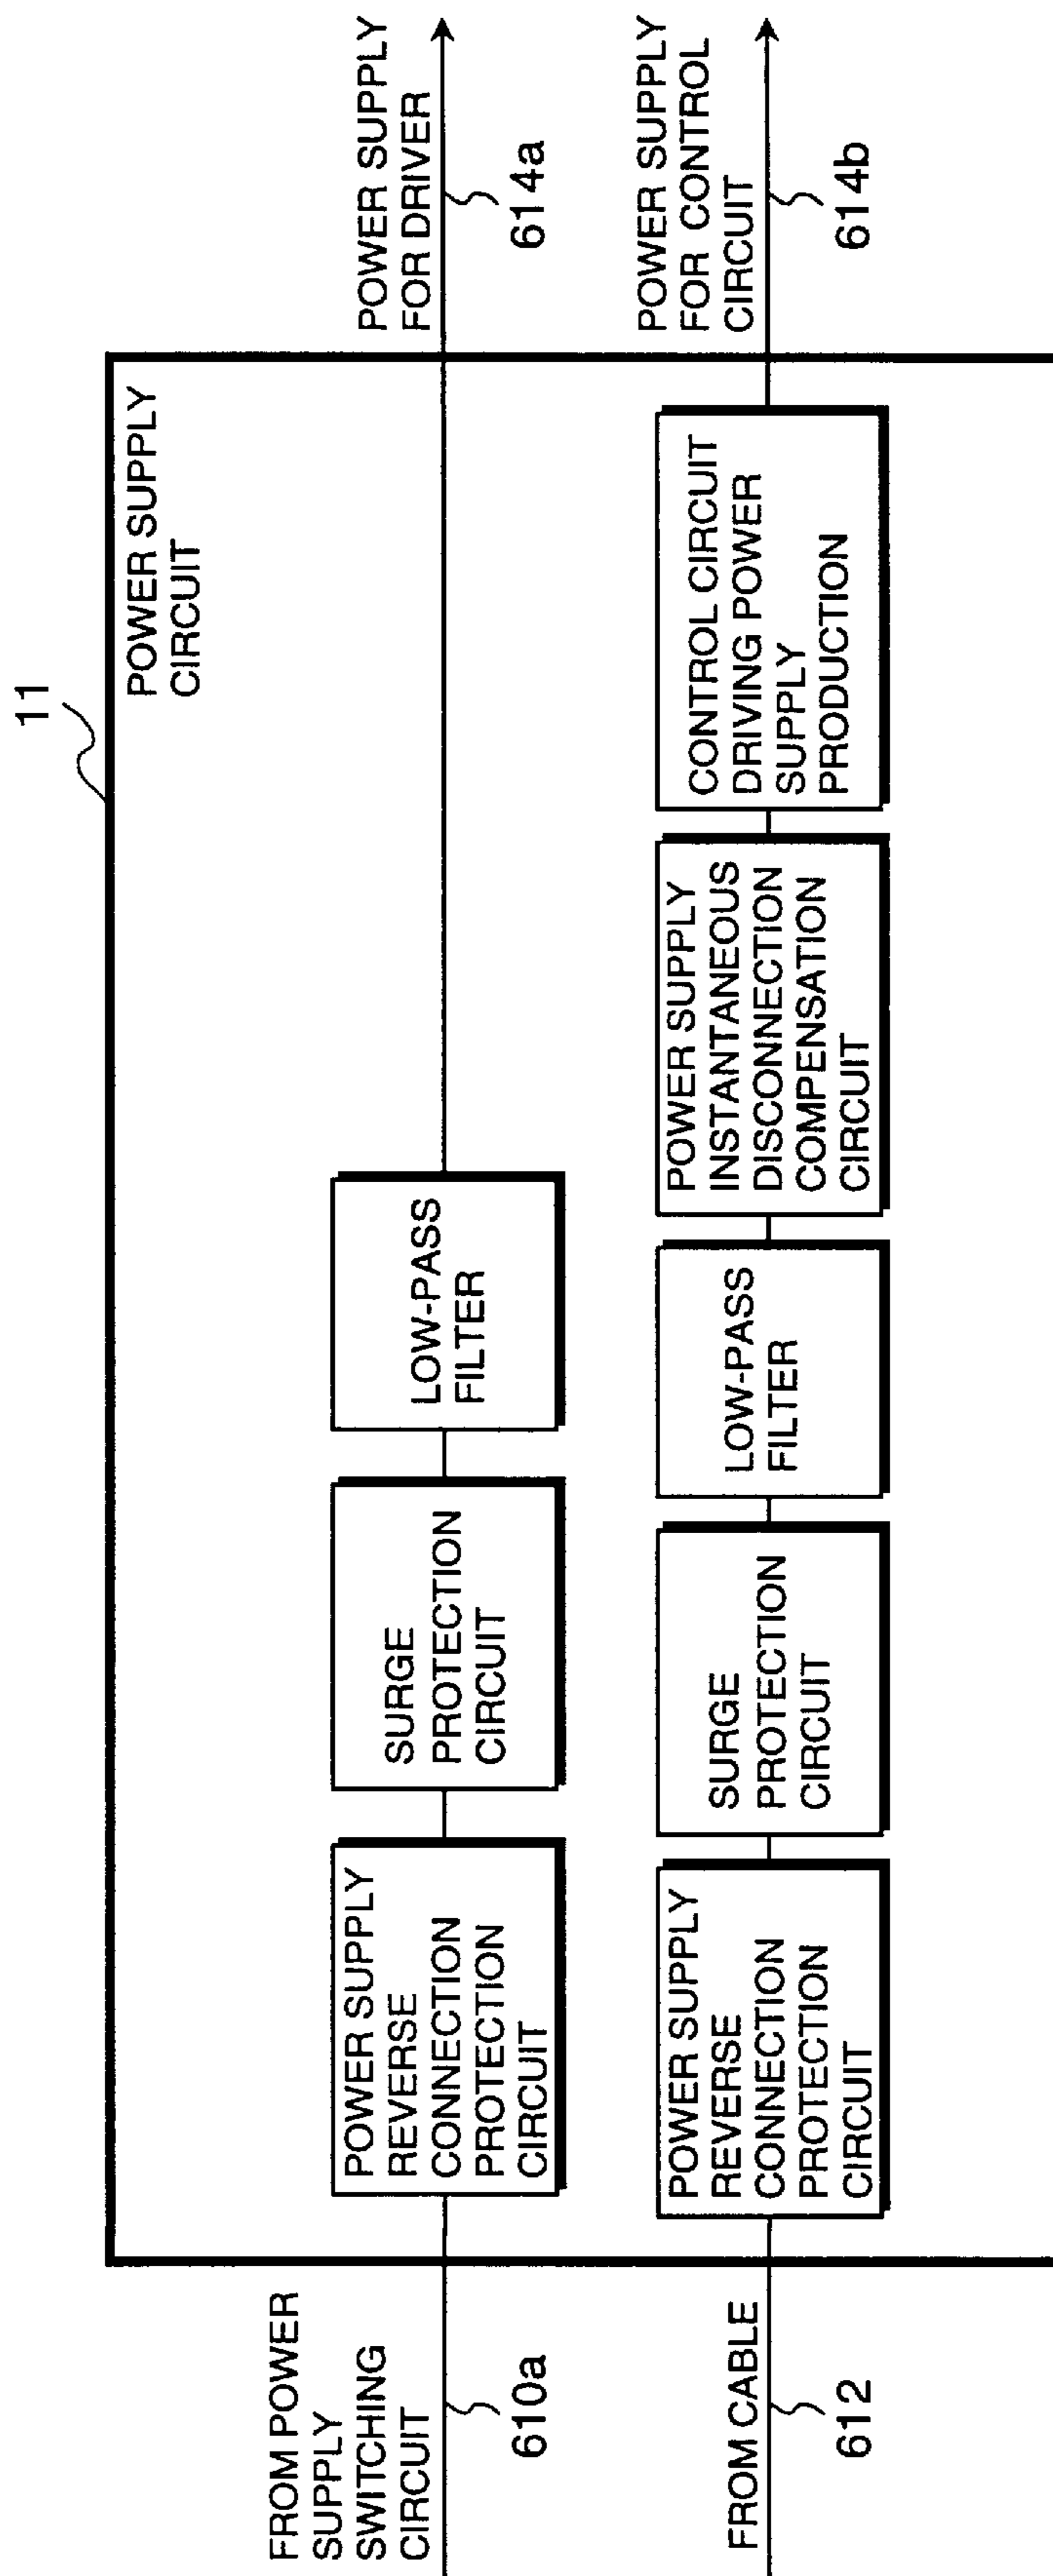 11
POWER SUPPLY
CIRCUIT
FROM POWER
SUPPLY
SWITCHING
CIRCUIT
610a
POWER SUPPLY
REVERSE
CONNECTION
PROTECTION
CIRCUIT
SURGE
PROTECTION
CIRCUIT
LOW-PASS
FILTER
POWER SUPPLY
FOR DRIVER
614a
FROM CABLE
612
POWER SUPPLY
REVERSE
CONNECTION
PROTECTION
CIRCUIT
SURGE
PROTECTION
CIRCUIT
LOW-PASS
FILTER
POWER SUPPLY
INSTANTANEOUS
DISCONNECTION
COMPENSATION
CIRCUIT
CONTROL CIRCUIT
DRIVING POWER
SUPPLY
PRODUCTION
POWER SUPPLY
FOR CONTROL
CIRCUIT
614b